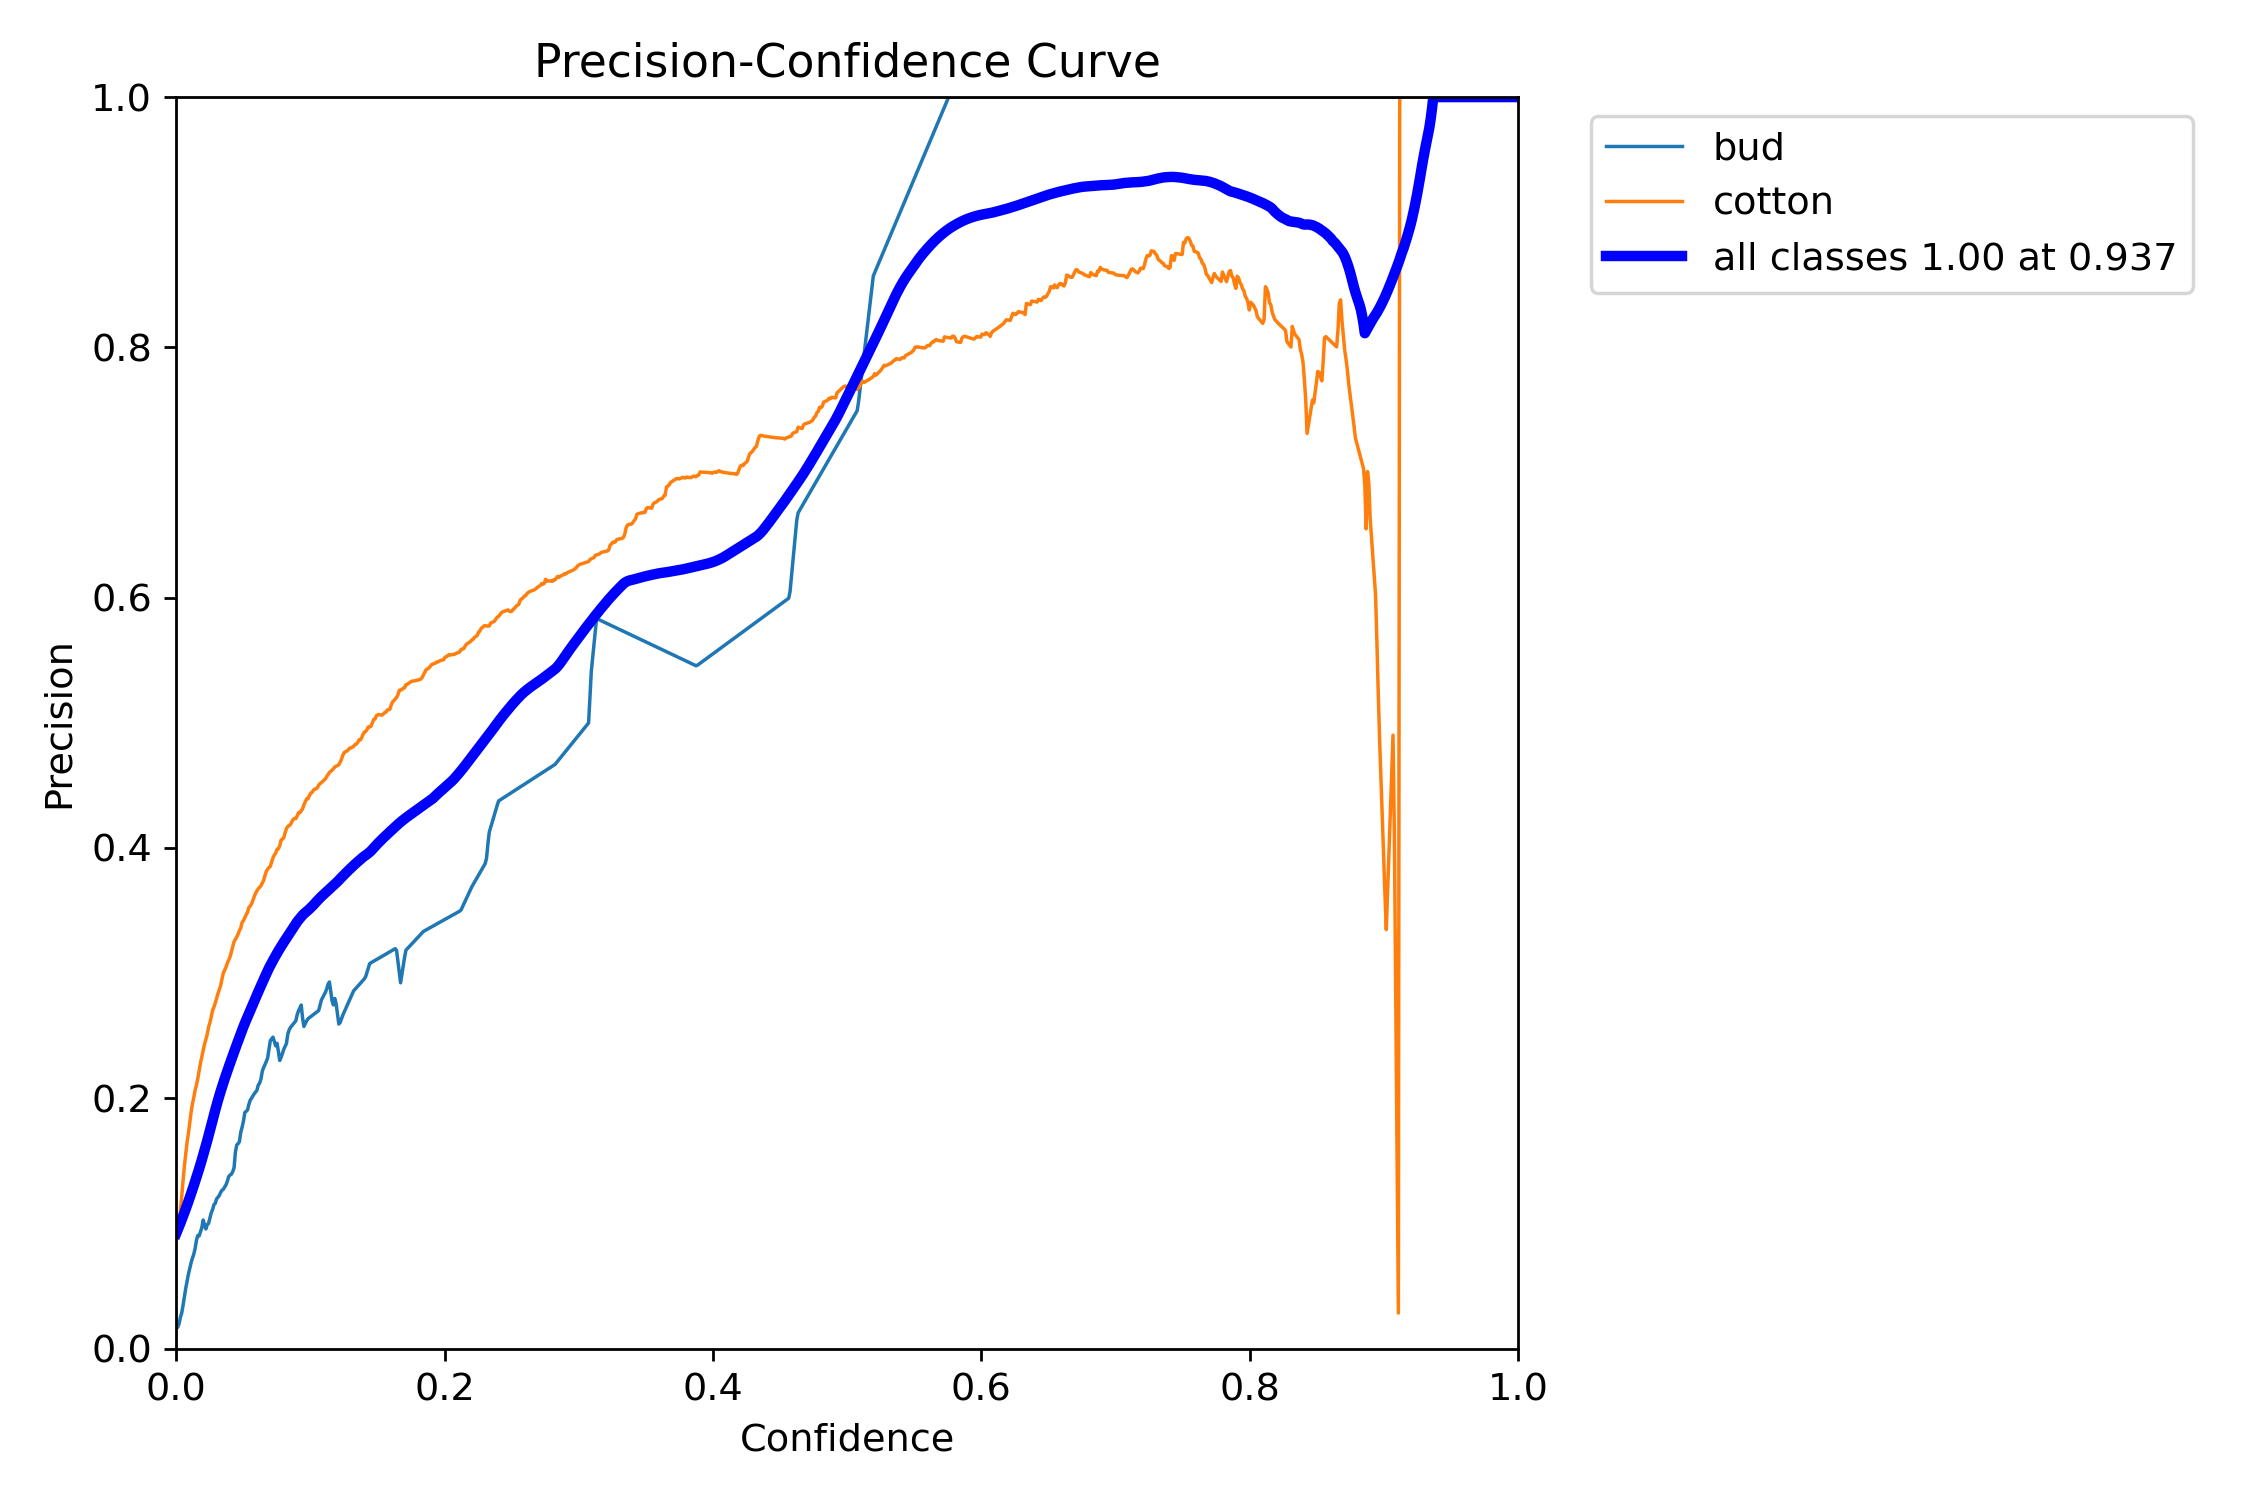 Precision-Confidence Curve
1.0
0.8
0.6
0.4
0.2
0.0
Precision
0.0 0.2 0.4 0.6 0.8 1.0
Confidence
bud
cotton
all classes 1.00 at 0.937